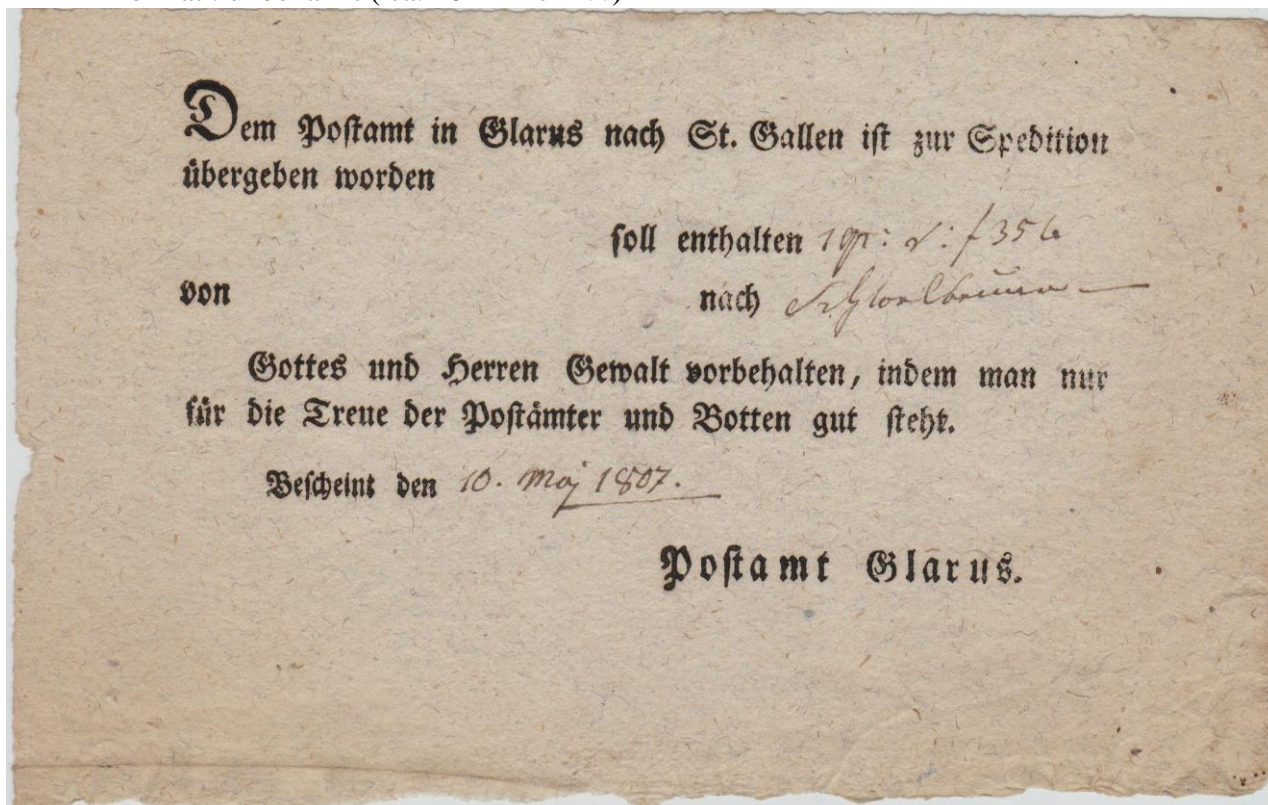 Dem Postamt in Glarus nach St. Gallen ist zur Spedition
übergeben worden
soll enthalten
von nach
Gottes und Herren Gewalt vorbehalten, indem man nur
für die Treue der Postämter und Botten gut steht.
Bescheint den 10. Maj 1807.
Postamt Glarus.